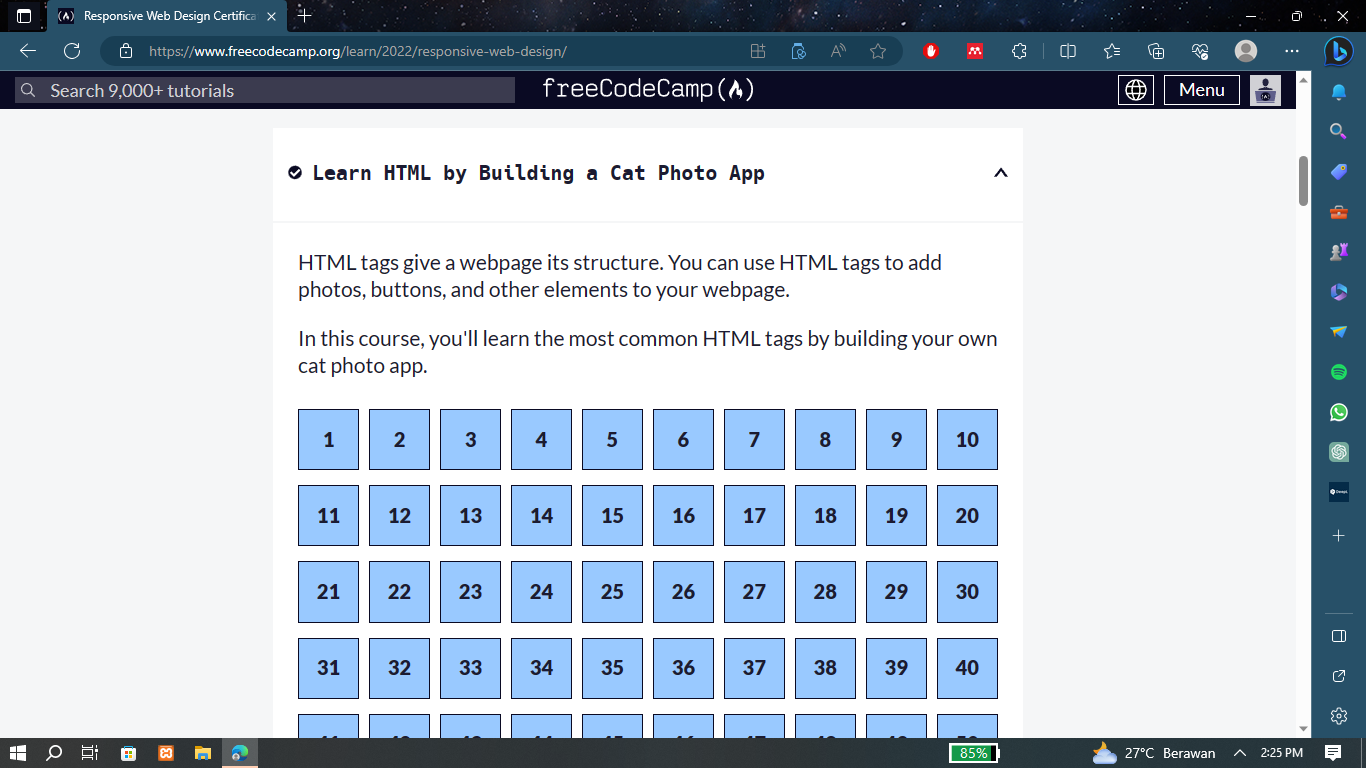 Responsive Web Design Certifica
https://www.freecodecamp.org/learn/2022/responsive-web-design/
Search 9,000+ tutorials
freeCodeCamp
Menu
Learn HTML by Building a Cat Photo App
HTML tags give a webpage its structure. You can use HTML tags to add
photos, buttons, and other elements to your webpage.
In this course, you'll learn the most common HTML tags by building your own
cat photo app.
1 2 3 4 5 6 7 8 9 10
11 12 13 14 15 16 17 18 19 20
21 22 23 24 25 26 27 28 29 30
31 32 33 34 35 36 37 38 39 40
85%
27°C Berawan
2:25 PM